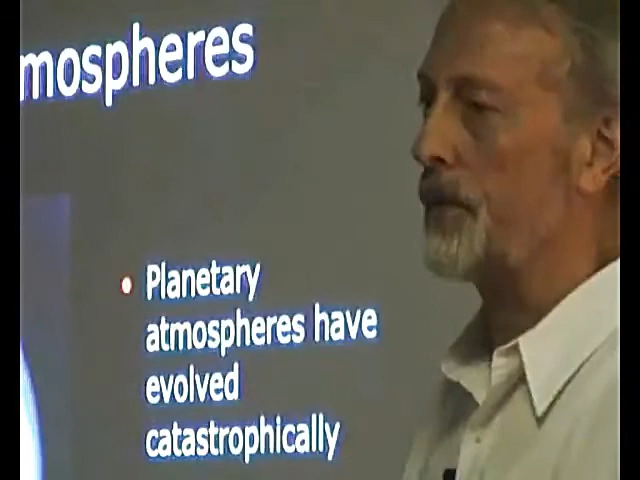 mospheres
• Planetary
atmospheres have
evolved
catastrophically